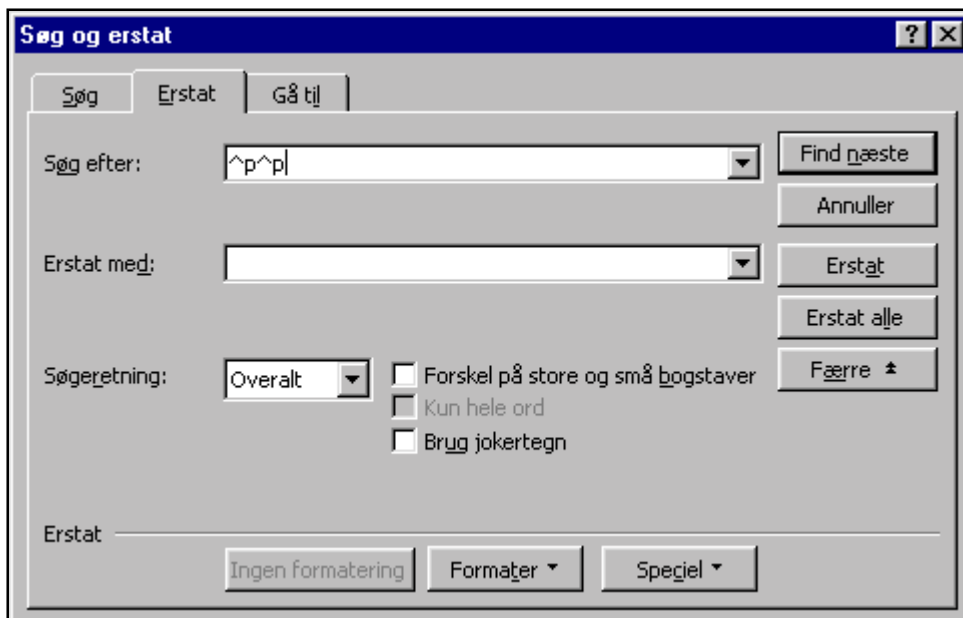 Søg og erstat
Søg Erstat Gå til
Søg efter: ^p^p Find næste
Annuller
Erstat med: Erstat
Erstat alle
Søgeretning: Overalt Forskel på store og små bogstaver Færre
Kun hele ord
Brug jokertegn
Erstat
Ingen formatering Formater Speciel